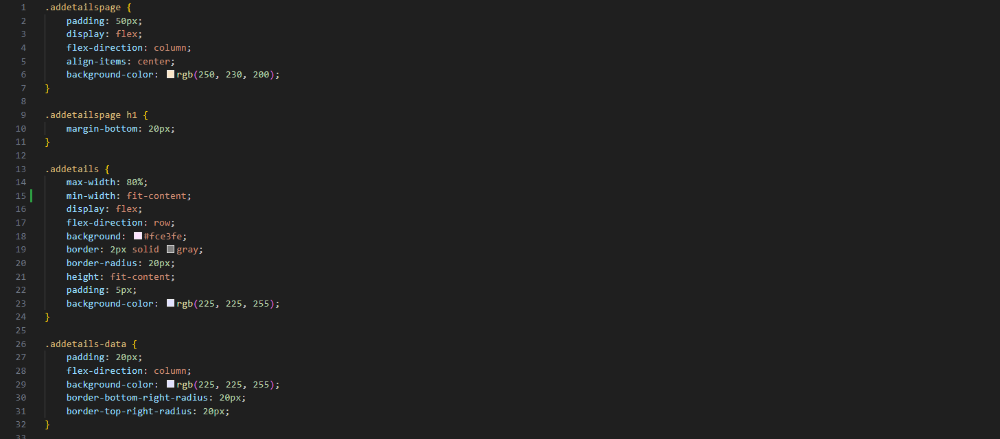 1 .addetailspage {
2 padding: 50px;
3 display: flex;
4 flex-direction: column;
5 align-items: center;
6 background-color: rgb(250, 230, 200);
7 }
8
9 .addetailspage h1 {
10 margin-bottom: 20px;
11 }
12
13 .addetails {
14 max-width: 80%;
15 min-width: fit-content;
16 display: flex;
17 flex-direction: row;
18 background: #fce3fe;
19 border: 2px solid gray;
20 border-radius: 20px;
21 height: fit-content;
22 padding: 5px;
23 background-color: rgb(225, 225, 255);
24 }
25
26 .addetails-data {
27 padding: 20px;
28 flex-direction: column;
29 background-color: rgb(225, 225, 255);
30 border-bottom-right-radius: 20px;
31 border-top-right-radius: 20px;
32 }
33